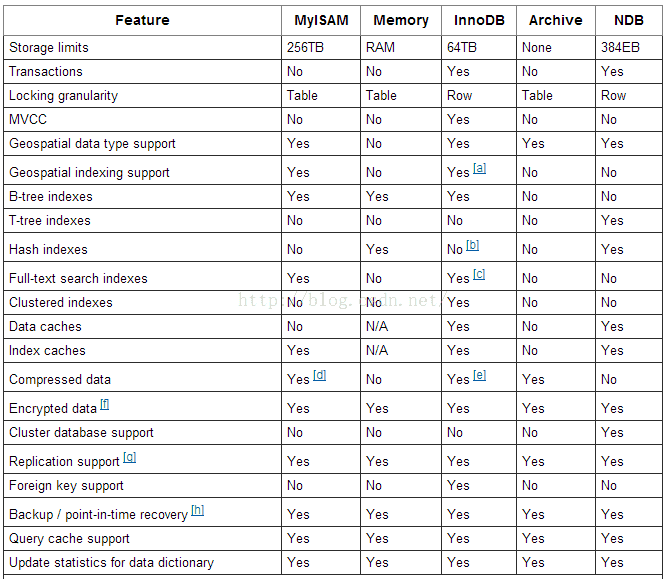 Feature MyISAM Memory InnoDB Archive NDB
Storage limits 256TB RAM 64TB None 384EB
Transactions No No Yes No Yes
Locking granularity Table Table Row Table Row
MVCC No No Yes No No
Geospatial data type support Yes No Yes Yes Yes
Geospatial indexing support Yes No Yes [a] No No
B-tree indexes Yes Yes Yes No No
T-tree indexes No No No No Yes
Hash indexes No Yes No [b] No Yes
Full-text search indexes Yes No Yes [c] No No
Clustered indexes No No Yes No No
http://blog.csdn.net/
Data caches No N/A Yes No Yes
Index caches Yes N/A Yes No Yes
Compressed data Yes [d] No Yes [e] Yes No
Encrypted data [f] Yes Yes Yes Yes Yes
Cluster database support No No No No Yes
Replication support [g] Yes Yes Yes Yes Yes
Foreign key support No No Yes No No
Backup / point-in-time recovery [h] Yes Yes Yes Yes Yes
Query cache support Yes Yes Yes Yes Yes
Update statistics for data dictionary Yes Yes Yes Yes Yes